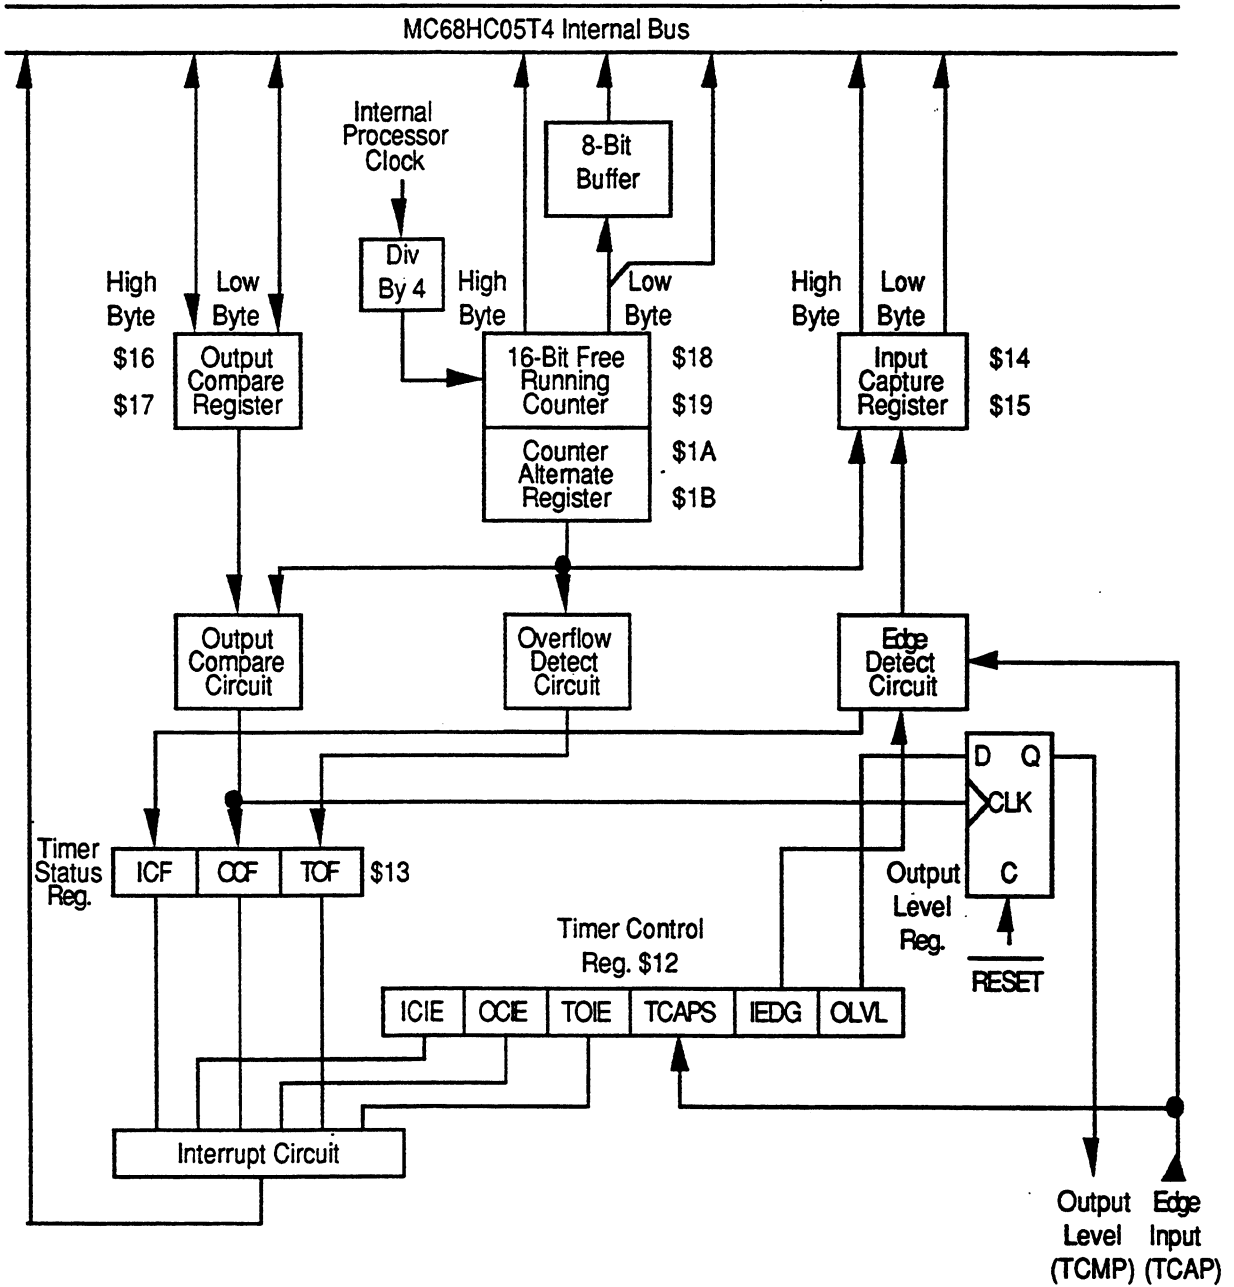 MC68HC05T4 Internal Bus
Internal
Processor
Clock
8-Bit
Buffer
Div
By 4
High
Byte
Low
Byte
High
Byte
Low
Byte
High
Byte
Low
Byte
$16
$17
Output
Compare
Register
16-Bit Free
Running
Counter
$18
$19
Counter
Alternate
Register
$1A
$1B
Input
Capture
Register
$14
$15
Output
Compare
Circuit
Overflow
Detect
Circuit
Edge
Detect
Circuit
D Q
CLK
C
Output
Level
Reg.
RESET
Timer
Status
Reg.
ICF OCF TOF $13
Timer Control
Reg. $12
ICIE OCIE TOIE TCAPS IEDG OLVL
Interrupt Circuit
Output
Level
(TCMP)
Edge
Input
(TCAP)